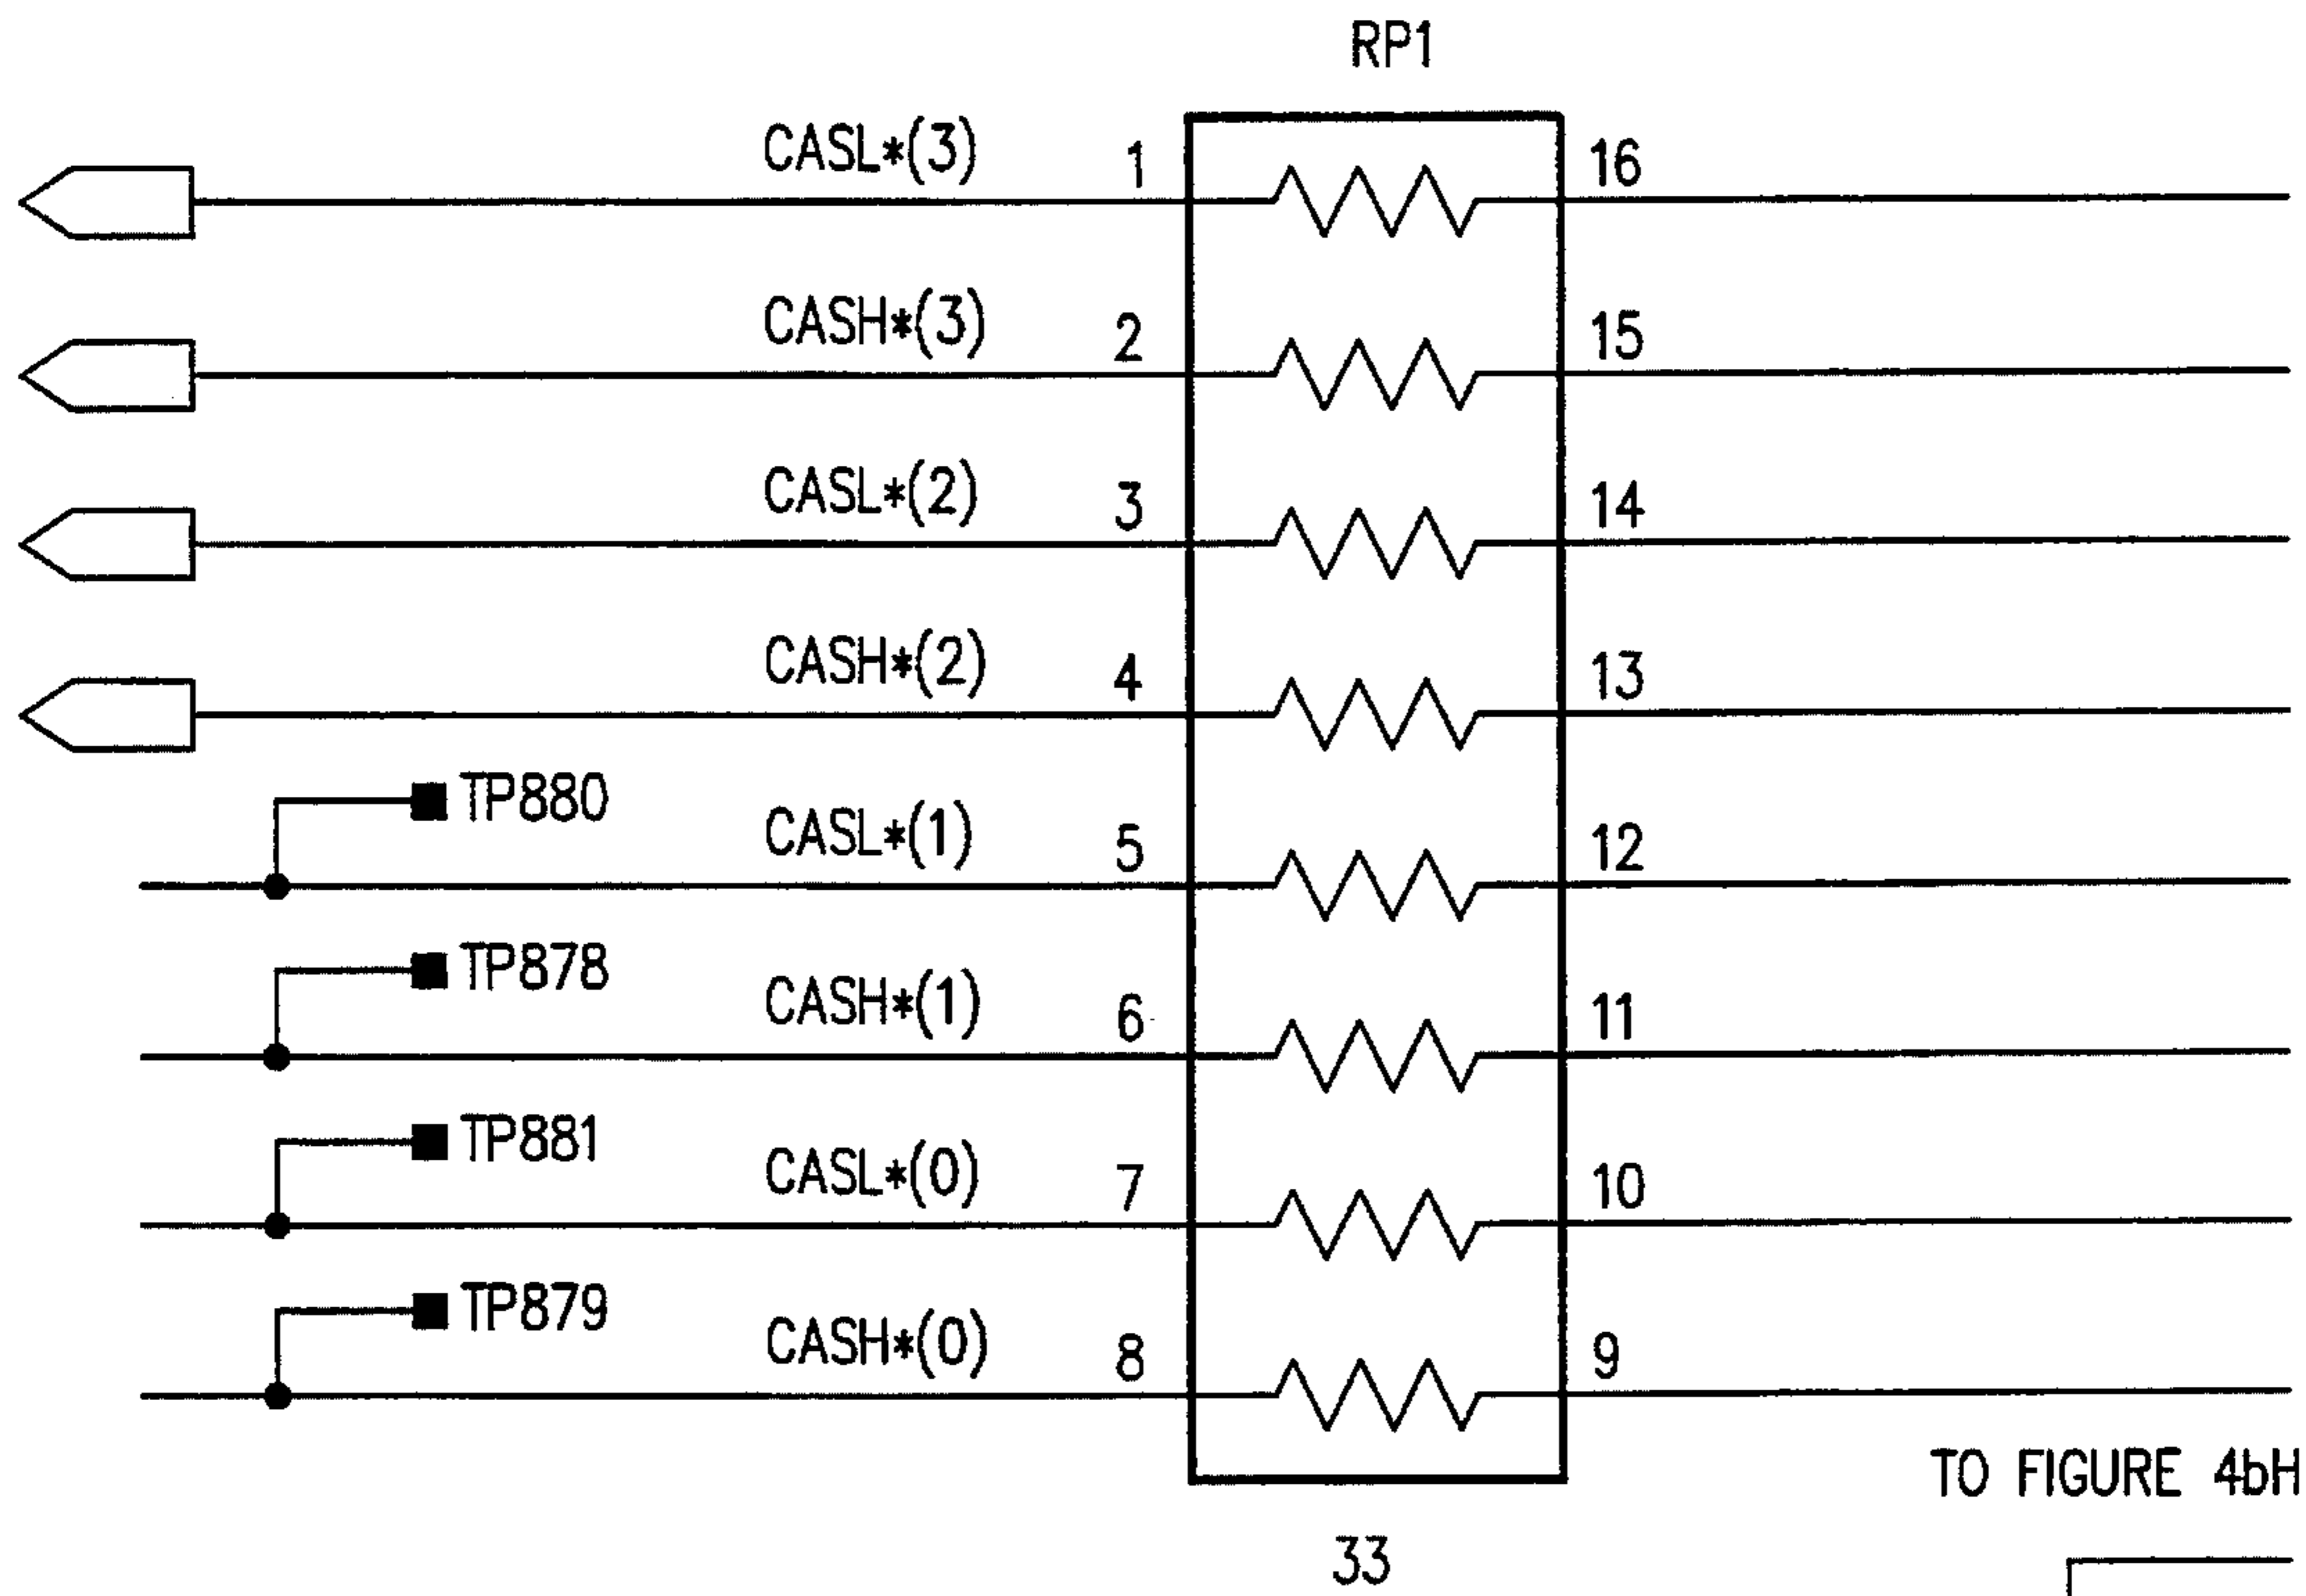 RP1
CASL*(3) 1 16
CASH*(3) 2 15
CASL*(2) 3 14
CASH*(2) 4 13
TP880
CASL*(1) 5 12
TP878
CASH*(1) 6 11
TP881
CASL*(0) 7 10
TP879
CASH*(0) 8 9
TO FIGURE 4bH
33